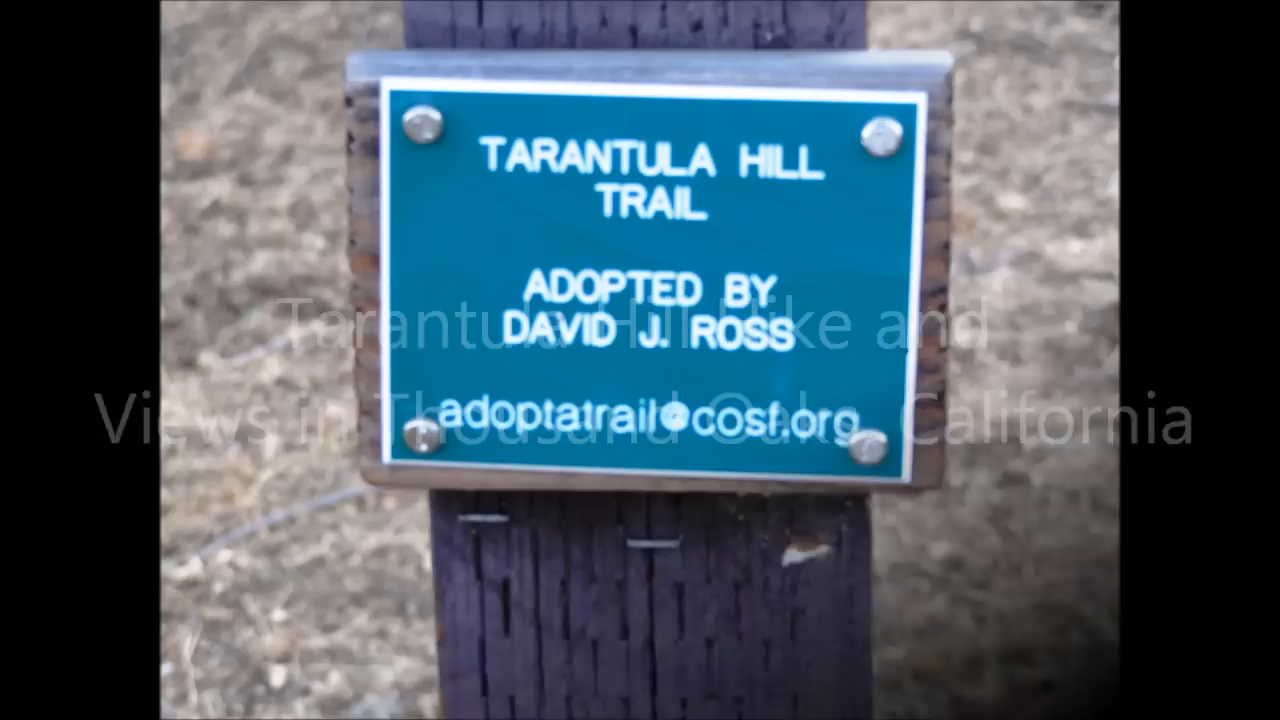 TARANTULA HILL
TRAIL
ADOPTED BY
DAVID J. ROSS
adoptatrail@cosf.org
Tarantula Hill Hike and
Views in Thousand Oaks, California